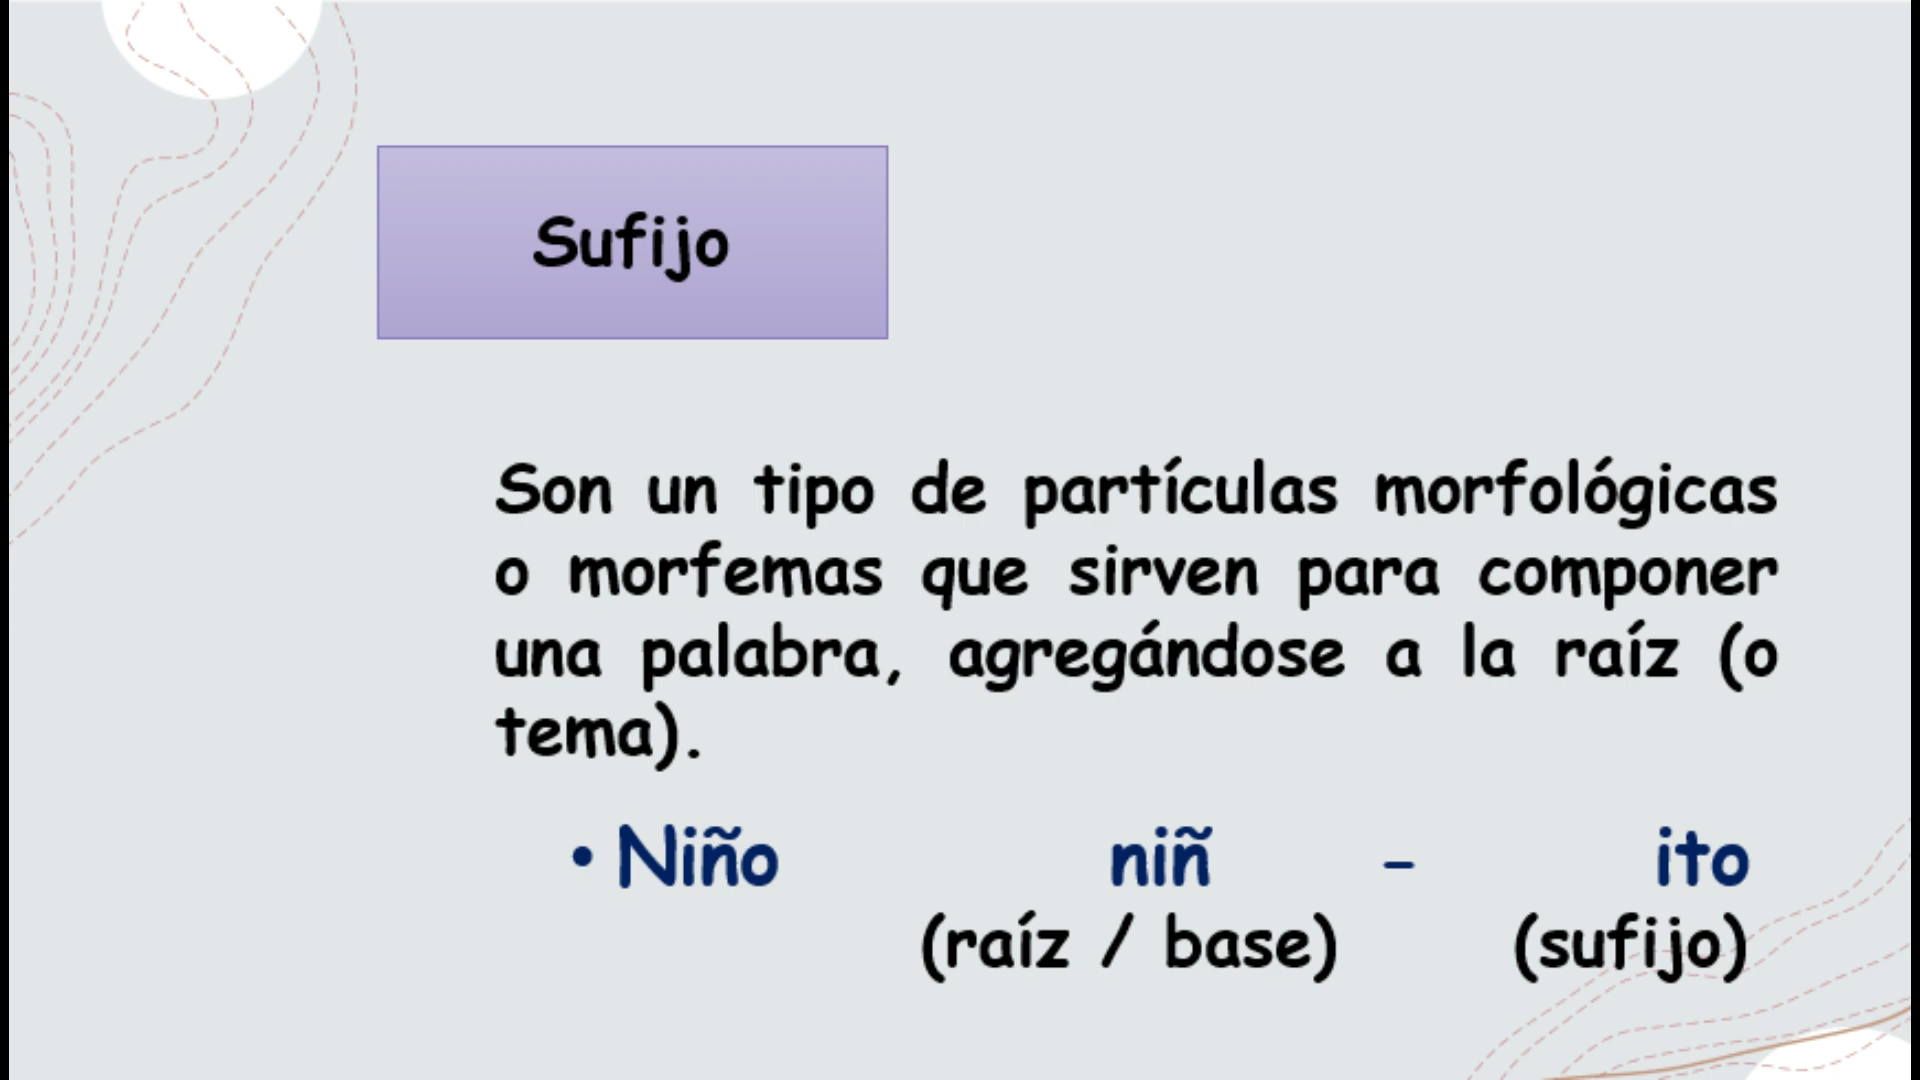 Sufijo
Son un tipo de partículas morfológicas
o morfemas que sirven para componer
una palabra, agregándose a la raíz (o
tema).
• Niño niñ - ito
(raíz / base) (sufijo)